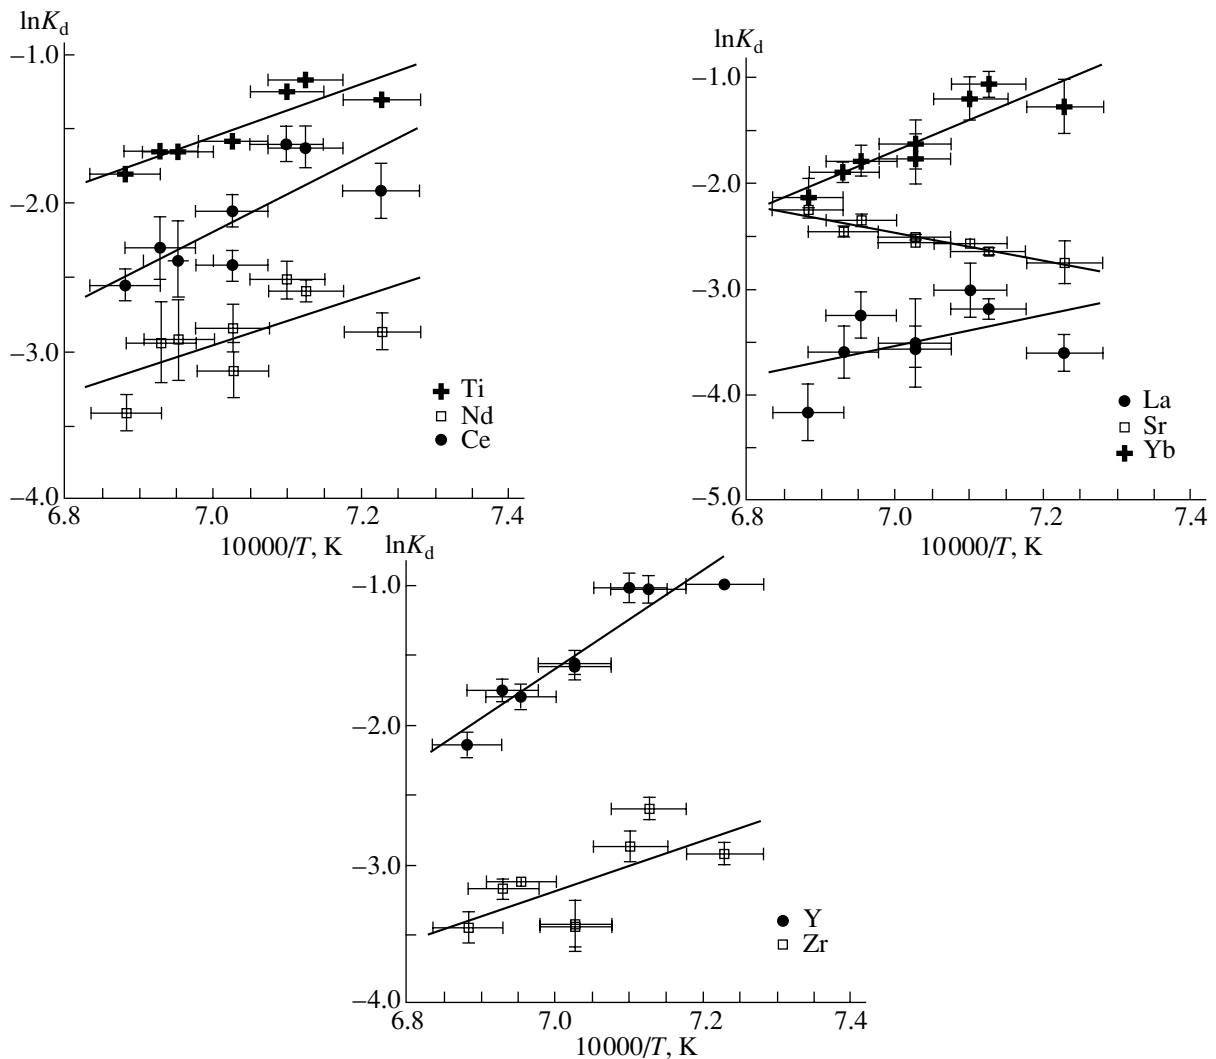 lnKd
–1.0
–2.0
–3.0
–4.0
6.8 7.0 7.2 7.4
10000/T, K
Ti
Nd
Ce
lnKd
–1.0
–2.0
–3.0
–4.0
–5.0
6.8 7.0 7.2 7.4
10000/T, K
La
Sr
Yb
lnKd
–1.0
–2.0
–3.0
–4.0
6.8 7.0 7.2 7.4
10000/T, K
Y
Zr